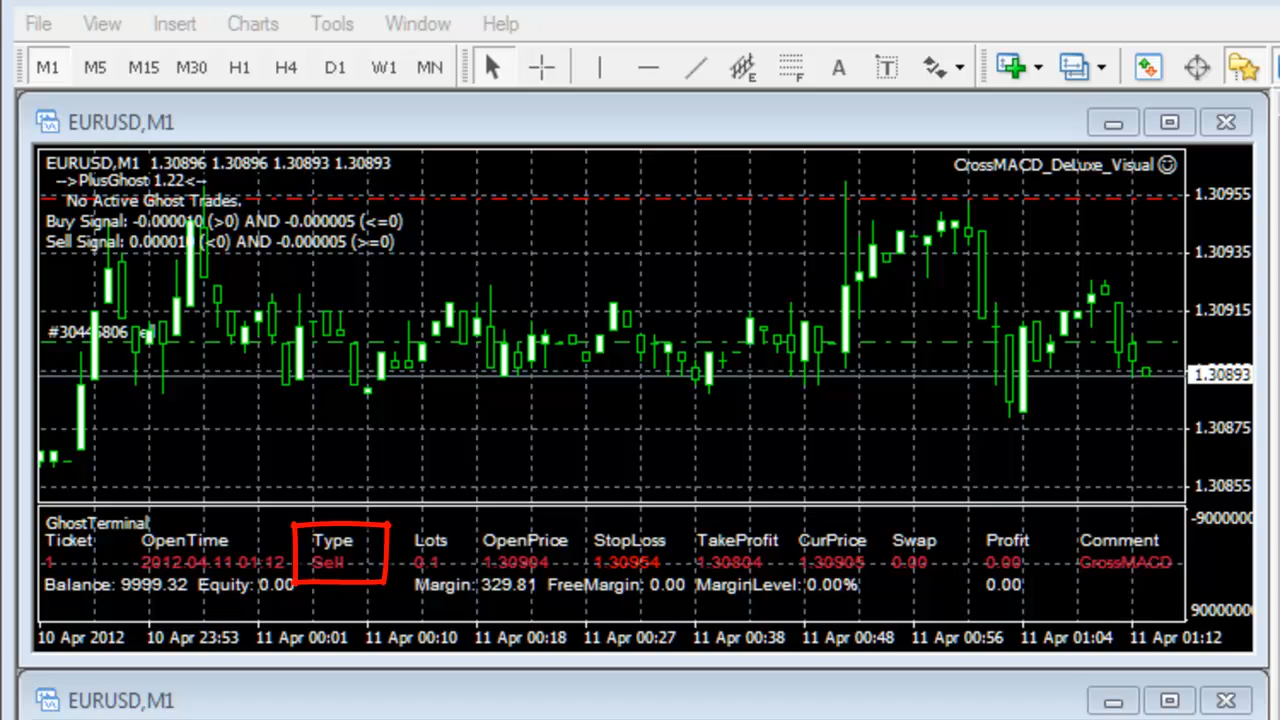 File View Insert Charts Tools Window Help
M1 M5 M15 M30 H1 H4 D1 W1 MN E F A T
EURUSD,M1
EURUSD,M1 1.30896 1.30896 1.30893 1.30893 CrossMACD_DeLuxe_Visual☺
-->PlusGhost 1.22<--
No Active Ghost Trades.
1.30955
Buy Signal: -0.000010 (>0) AND -0.000005 (<=0)
Sell Signal: 0.000010 (<0) AND -0.000005 (>=0)
1.30935
1.30915
1.30893
1.30875
1.30855
GhostTerminal
Ticket OpenTime Type Lots OpenPrice StopLoss TakeProfit CurPrice Swap Profit Comment
1 2012.04.11 01:12 Sell 0.1 1.30904 1.30954 1.30804 1.30905 0.00 0.00 CrossMACD
Balance: 9999.32 Equity: 0.00 Margin: 329.81 FreeMargin: 0.00 MarginLevel: 0.00% 0.00
10 Apr 2012 10 Apr 23:53 11 Apr 00:01 11 Apr 00:10 11 Apr 00:18 11 Apr 00:27 11 Apr 00:38 11 Apr 00:48 11 Apr 00:56 11 Apr 01:04 11 Apr 01:12
EURUSD,M1